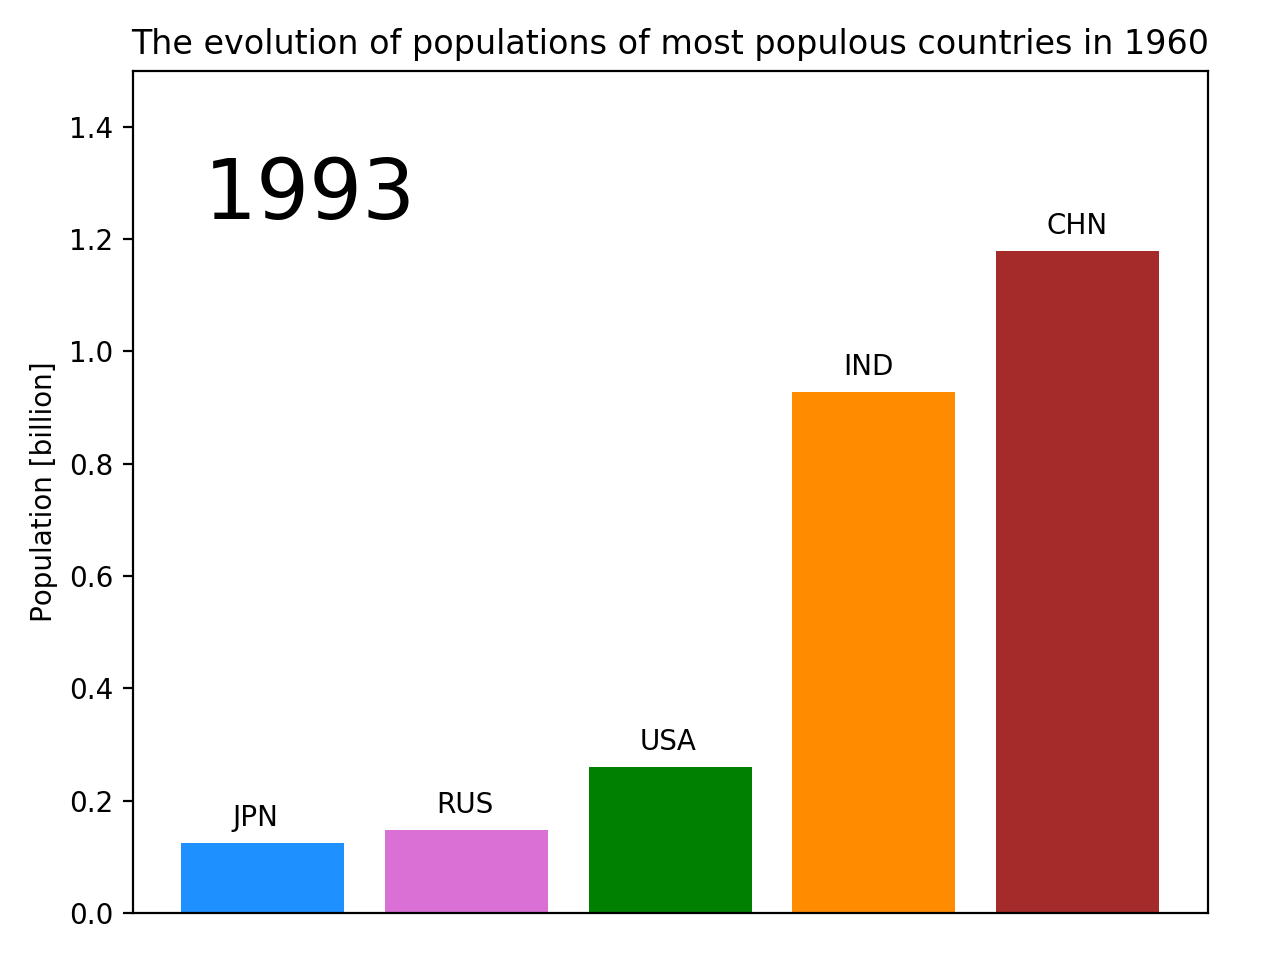 The evolution of populations of most populous countries in 1960
1.4
1993
1.2
CHN
1.0
IND
Population [billion]
0.8
0.6
0.4
USA
0.2
RUS
JPN
0.0